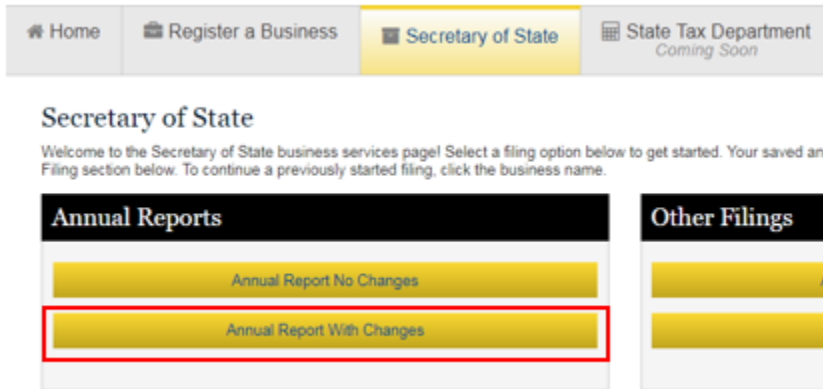 Home
Register a Business
Secretary of State
State Tax Department
Coming Soon
Secretary of State
Welcome to the Secretary of State business services page! Select a filing option below to get started. Your saved
Filing section below. To continue a previously started filing, click the business name.
Annual Reports
Other Filings
Annual Report No Changes
Annual Report With Changes